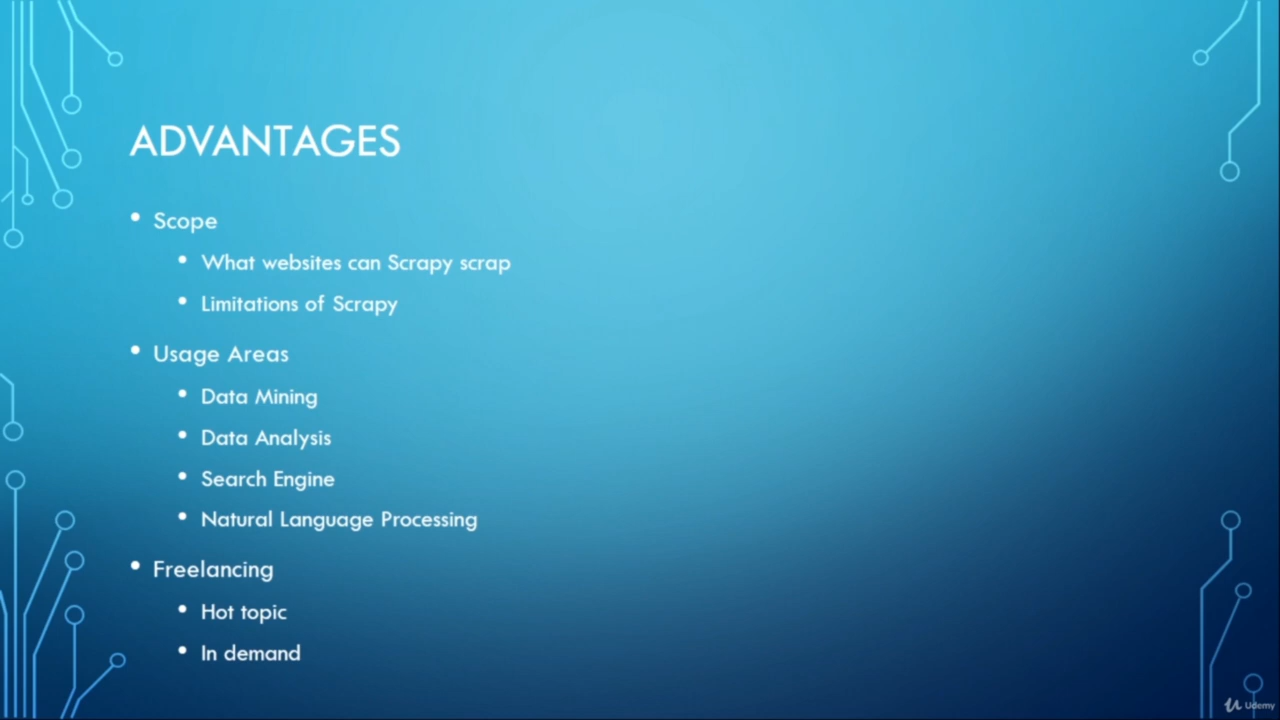 ADVANTAGES
• Scope
• What websites can Scrapy scrap
• Limitations of Scrapy
• Usage Areas
• Data Mining
• Data Analysis
• Search Engine
• Natural Language Processing
• Freelancing
• Hot topic
• In demand
Udemy